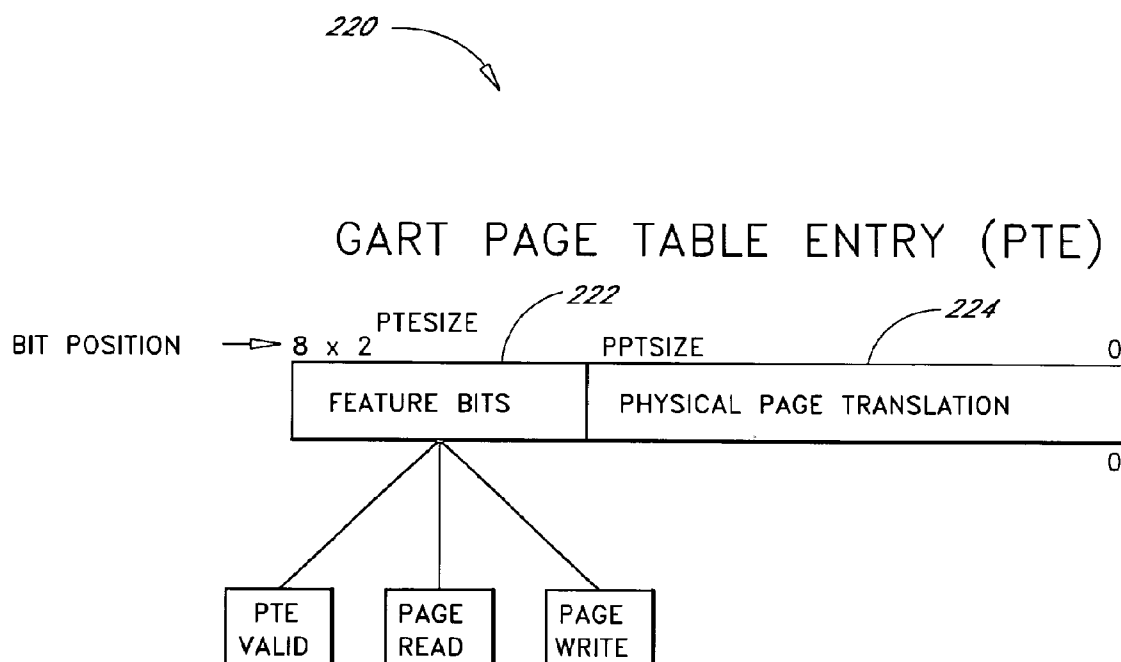 220
GART PAGE TABLE ENTRY (PTE)
222
224
PTESIZE
BIT POSITION 8 x 2 PPTSIZE 0
FEATURE BITS PHYSICAL PAGE TRANSLATION
0
PTE VALID
PAGE READ
PAGE WRITE